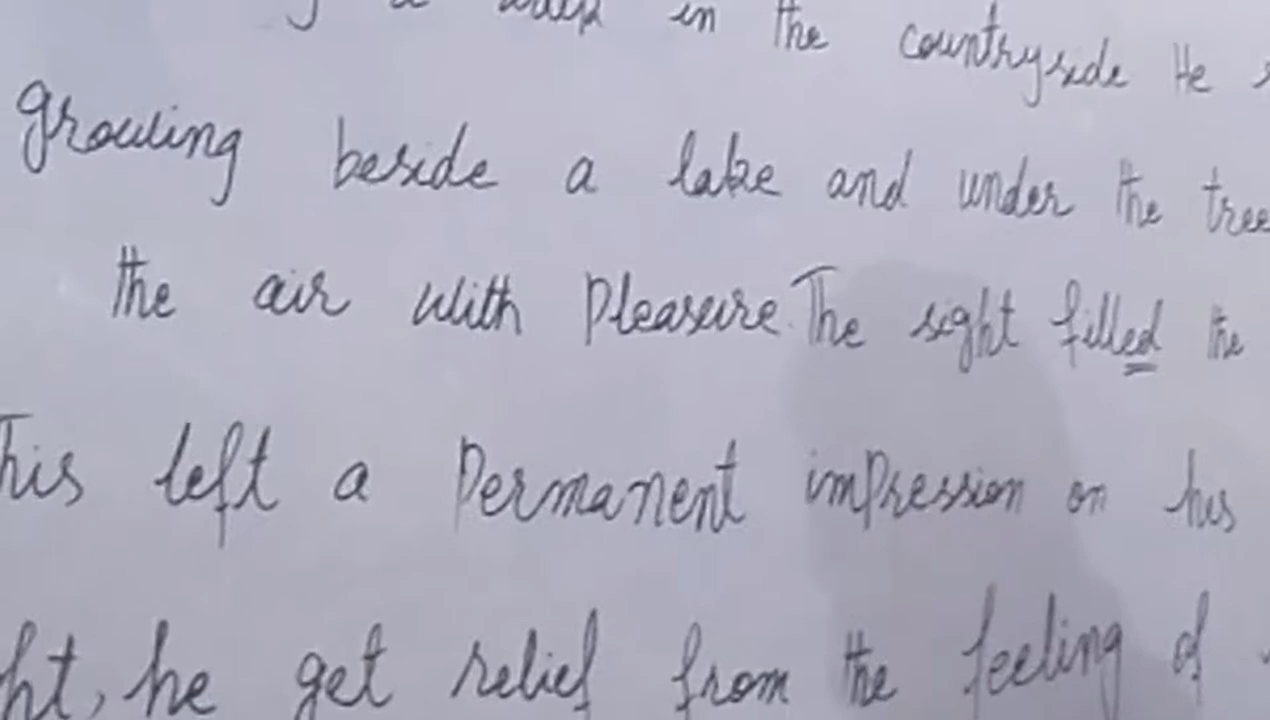 in the countryside He
growing beside a lake and under the tree
the air with Pleasure. The sight filled the
This left a Permanent impression on his
he get relief from the feeling of